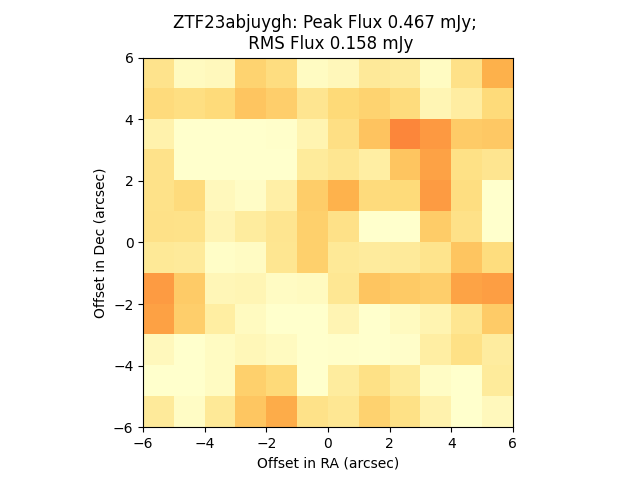 ZTF23abjuygh: Peak Flux 0.467 mJy;
RMS Flux 0.158 mJy
6
4
2
0
−2
−4
−6
Offset in Dec (arcsec)
−6 −4 −2 0 2 4 6
Offset in RA (arcsec)